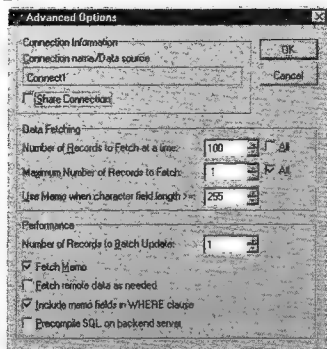 Advanced Options
Connection Information
Connection name/Data source
Connect1
Share Connection
OK
Cancel
Data Fetching
Number of Records to Fetch at a time: 100 All
Maximum Number of Records to Fetch: 1 All
Use Memo when character field length >= 255
Performance
Number of Records to Batch Update: 1
Fetch Memo
Fetch remote data as needed
Include memo fields in WHERE clause
Precompile SQL on backend server